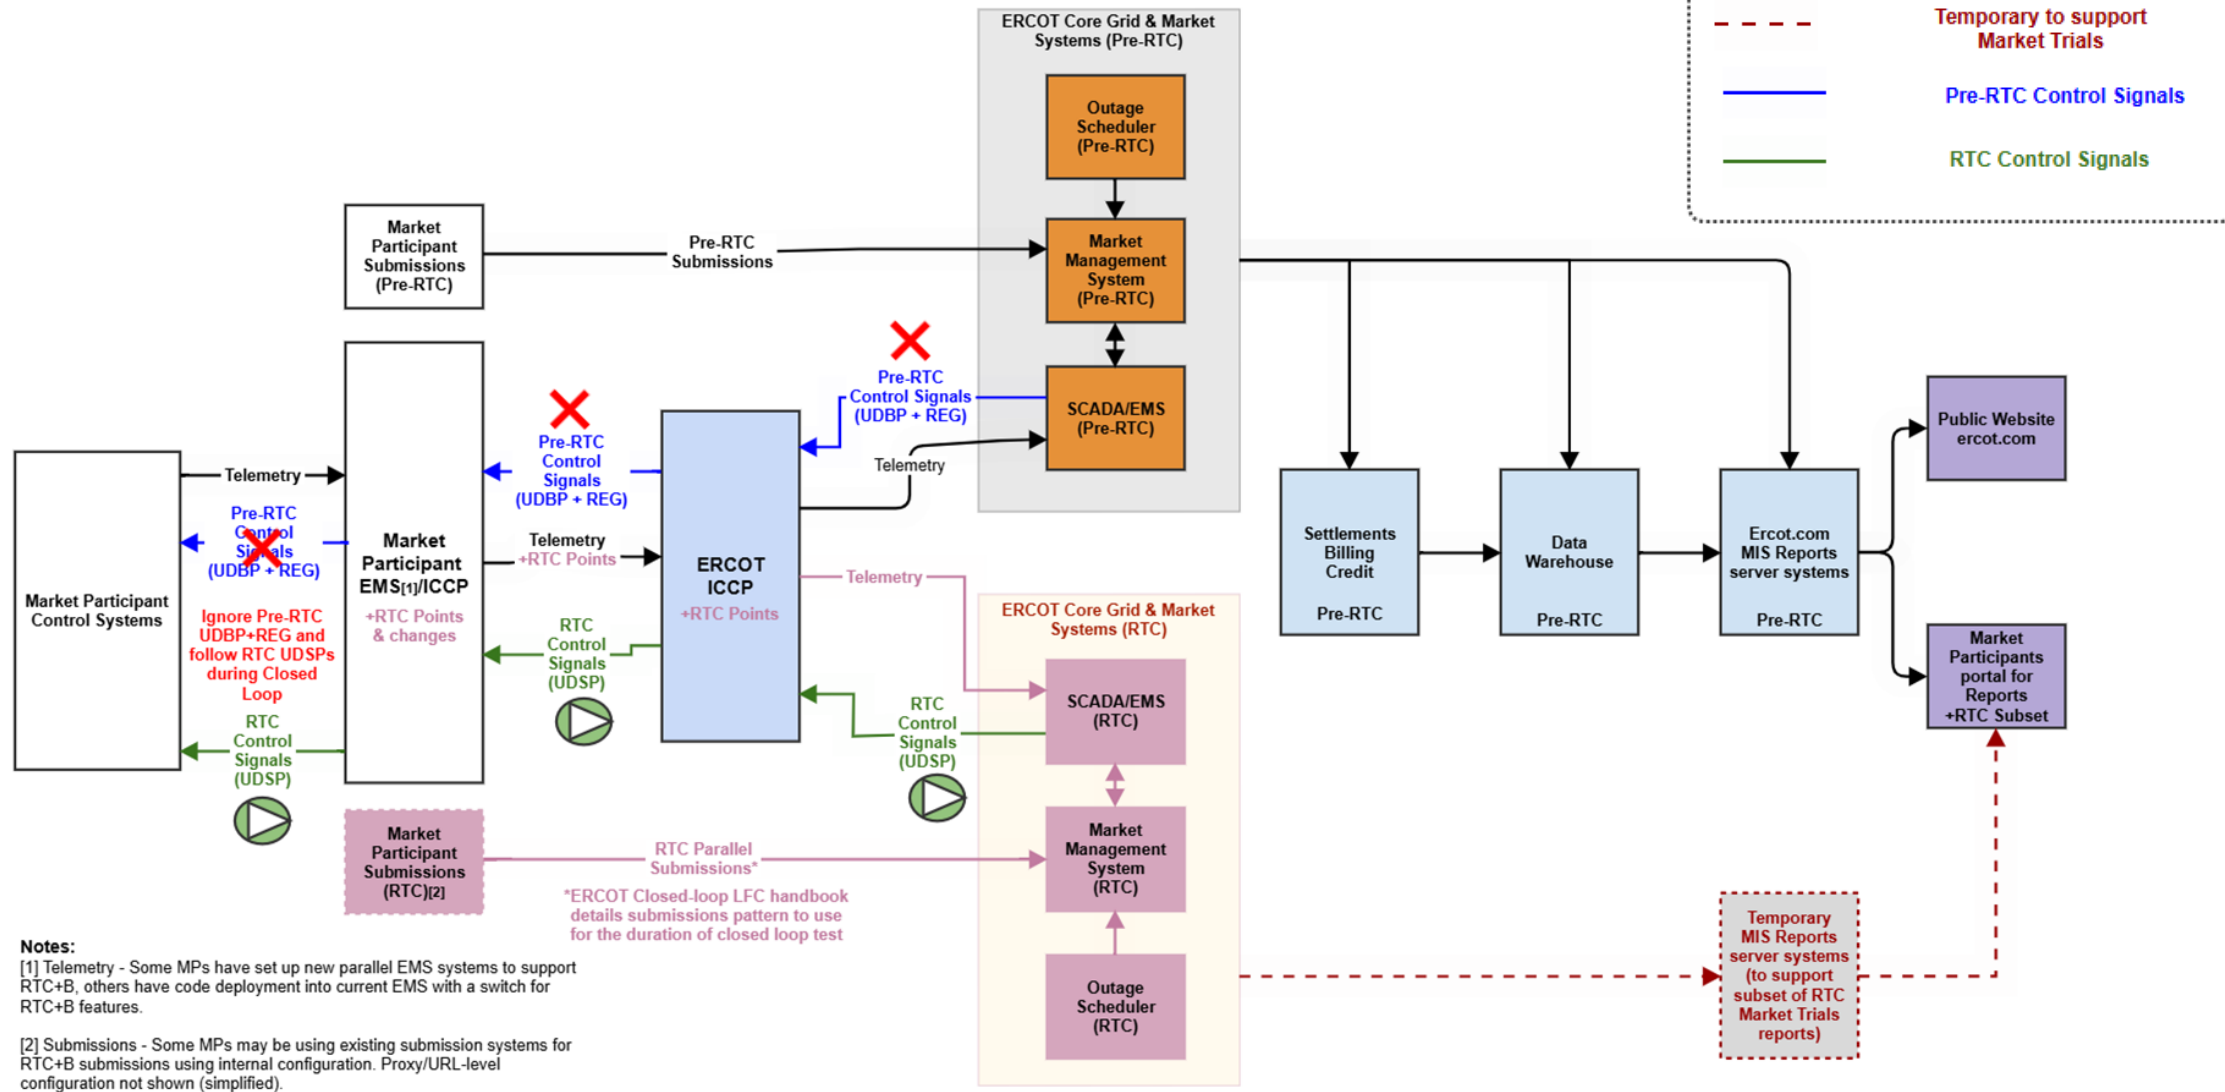 ERCOT Core Grid & Market
Systems (Pre-RTC)
Temporary to support
Market Trials
Pre-RTC Control Signals
RTC Control Signals
Outage
Scheduler
(Pre-RTC)
Market
Participant
Submissions
(Pre-RTC)
Pre-RTC
Submissions
Market
Management
System
(Pre-RTC)
Pre-RTC
Control Signals
(UDBP + REG)
SCADA/EMS
(Pre-RTC)
Telemetry
Public Website
ercot.com
Telemetry
Pre-RTC
Control
Signals
(UDBP + REG)
Pre-RTC
Control
Signals
(UDBP + REG)
Market Participant
Control Systems
Ignore Pre-RTC
UDBP+REG and
follow RTC UDSPs
during Closed
Loop
RTC
Control
Signals
(UDSP)
Market
Participant
EMS[1]/ICCP
+RTC Points
& changes
Telemetry
+RTC Points
RTC
Control
Signals
(UDSP)
ERCOT
ICCP
+RTC Points
Telemetry
RTC
Control
Signals
(UDSP)
ERCOT Core Grid & Market
Systems (RTC)
SCADA/EMS
(RTC)
Settlements
Billing
Credit
Pre-RTC
Data
Warehouse
Pre-RTC
Ercot.com
MIS Reports
server systems
Pre-RTC
Market
Participants
portal for
Reports
+RTC Subset
Market
Participant
Submissions
(RTC)[2]
RTC Parallel
Submissions*
*ERCOT Closed-loop LFC handbook
details submissions pattern to use
for the duration of closed loop test
Market
Management
System
(RTC)
Outage
Scheduler
(RTC)
Temporary
MIS Reports
server systems
(to support
subset of RTC
Market Trials
reports)
Notes:
[1] Telemetry - Some MPs have set up new parallel EMS systems to support
RTC+B, others have code deployment into current EMS with a switch for
RTC+B features.
[2] Submissions - Some MPs may be using existing submission systems for
RTC+B submissions using internal configuration. Proxy/URL-level
configuration not shown (simplified).